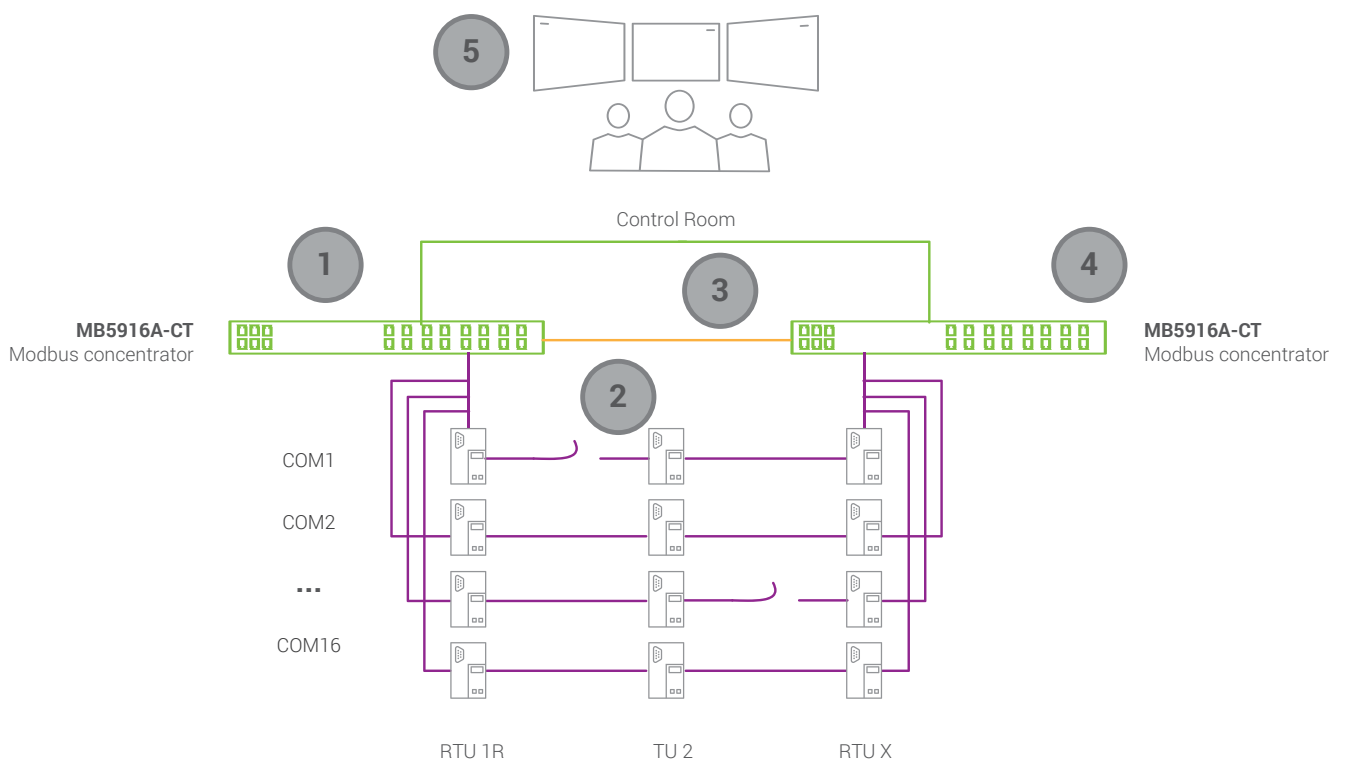 5
Control Room
1
4
3
MB5916A-CT
Modbus concentrator
MB5916A-CT
Modbus concentrator
2
COM1
COM2
...
COM16
RTU 1R
TU 2
RTU X